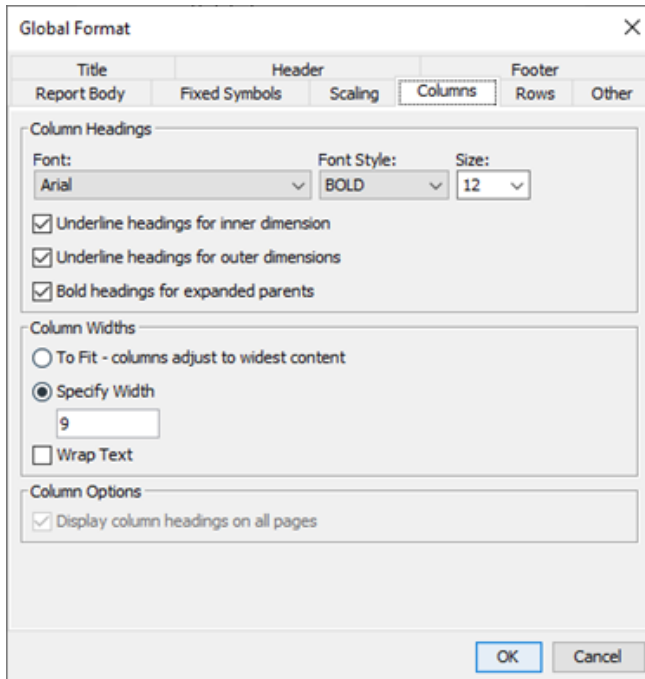 Global Format
Title Header Footer
Report Body Fixed Symbols Scaling Columns Rows Other
Column Headings
Font: Font Style: Size:
Arial BOLD 12
Underline headings for inner dimension
Underline headings for outer dimensions
Bold headings for expanded parents
Column Widths
To Fit - columns adjust to widest content
Specify Width
9
Wrap Text
Column Options
Display column headings on all pages
OK Cancel